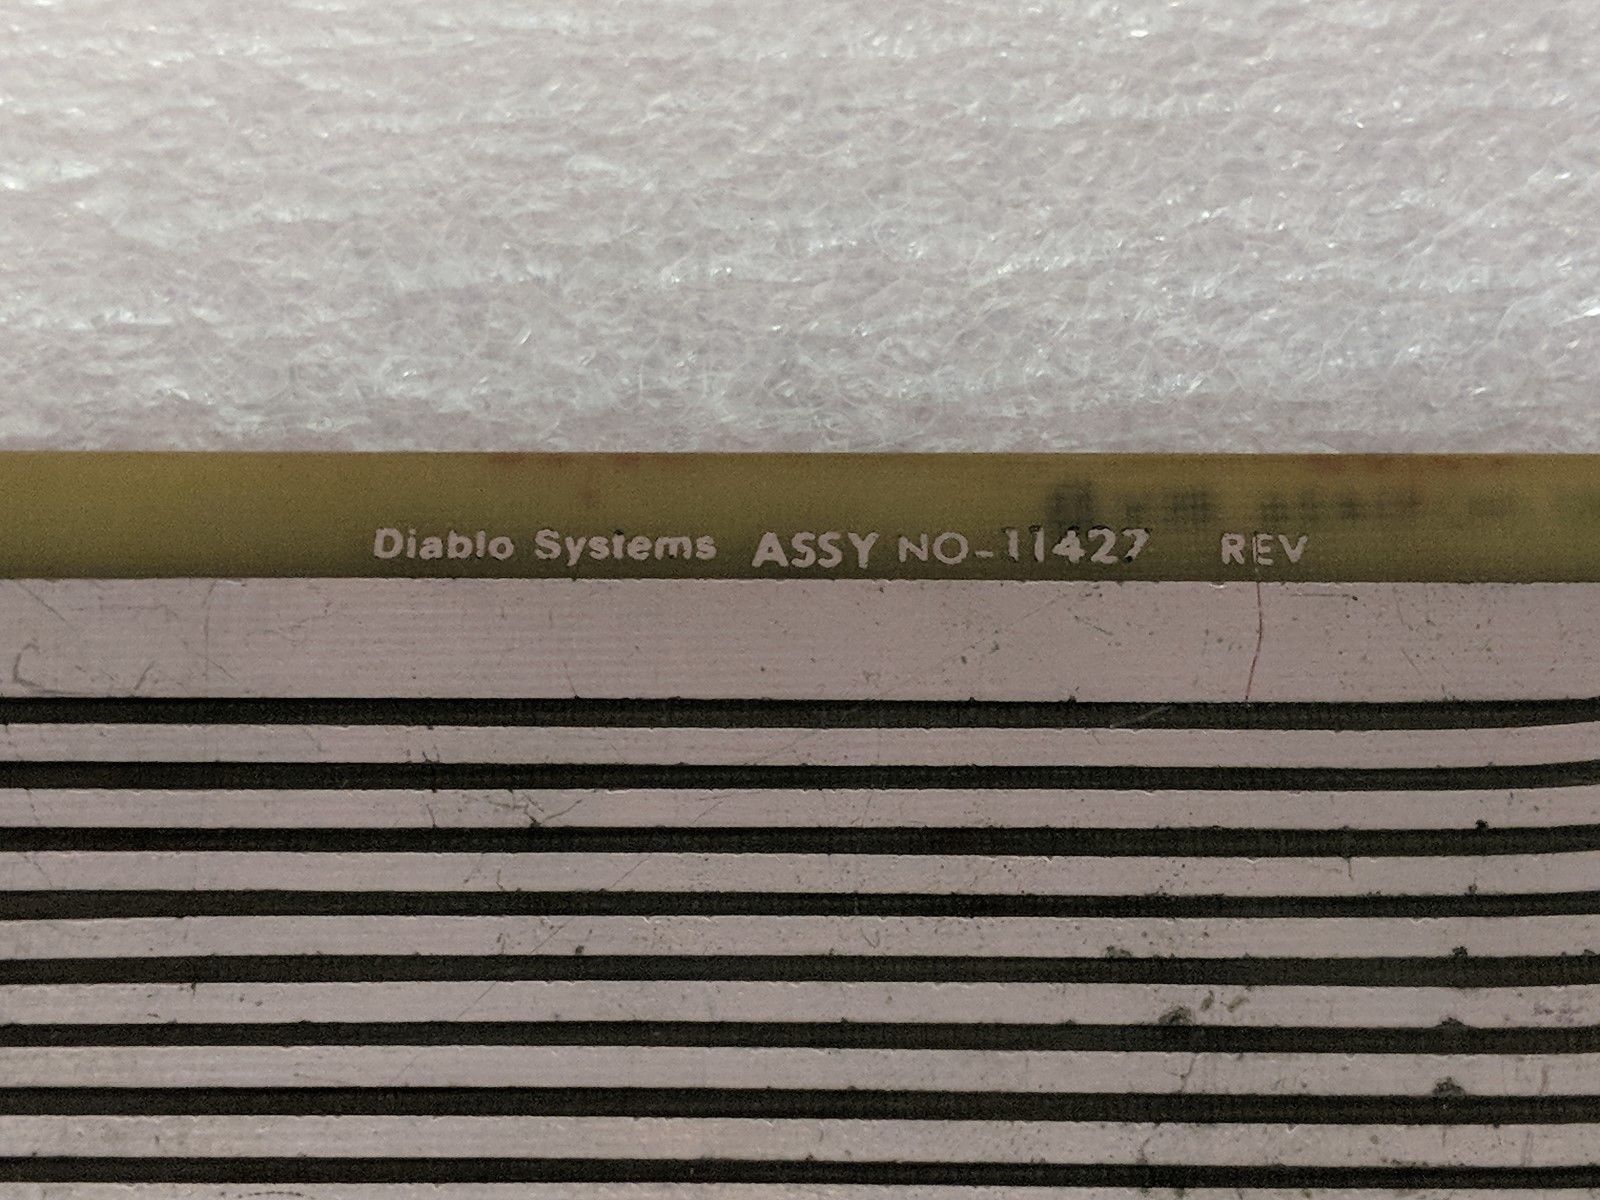 Diablo Systems ASSY NO-11427 REV